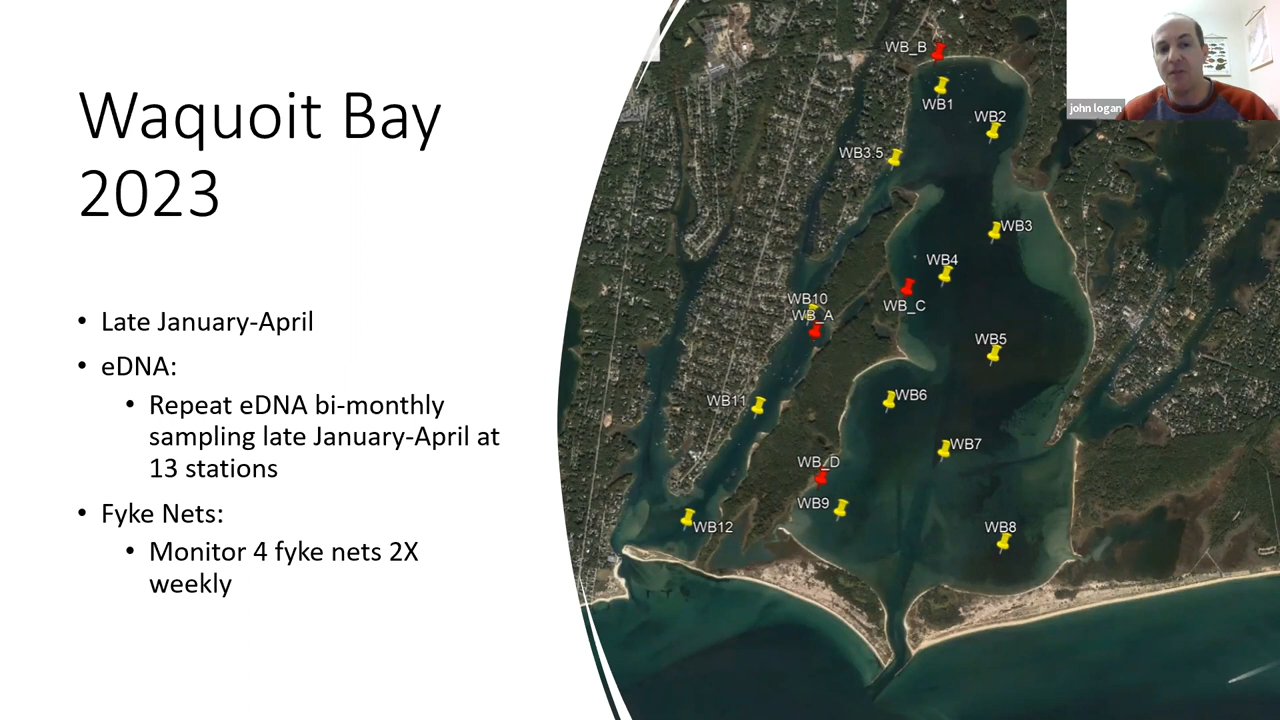 Waquoit Bay
2023
• Late January-April
• eDNA:
• Repeat eDNA bi-monthly
sampling late January-April at
13 stations
• Fyke Nets:
• Monitor 4 fyke nets 2X
weekly
WB_B
WB1
WB2
WB3.5
WB3
WB4
WB_C
WB10
WB_A
WB5
WB11
WB6
WB7
WB_D
WB9
WB12
WB8
john logan